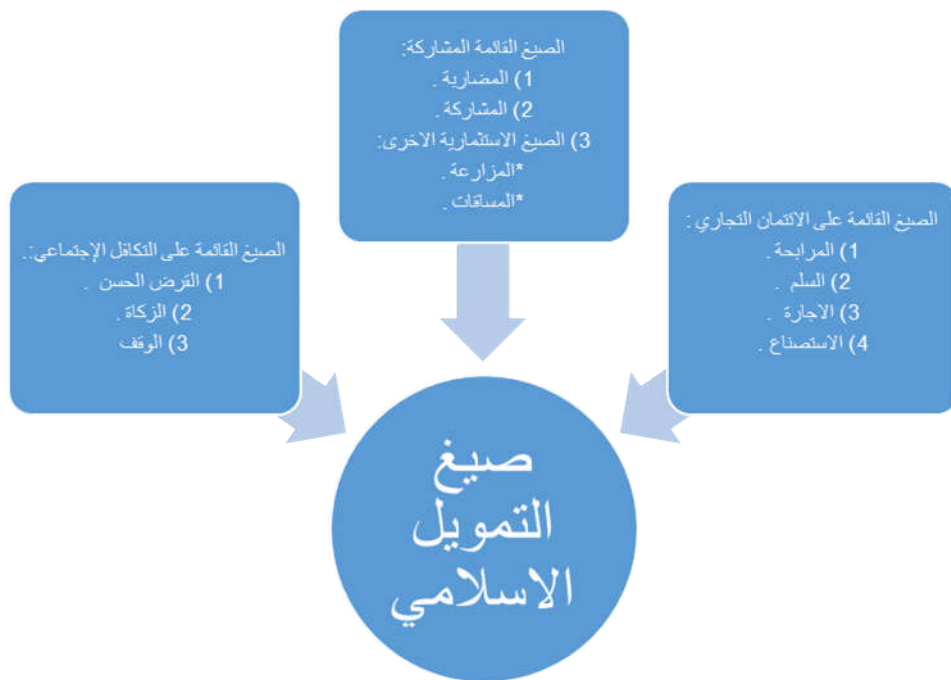 الصيغ القائمة المشاركة:
1) المضاربة .
2) المشاركة .
3) الصيغ الاستثمارية الاخرى:
*المزارعة .
*المساقات .
الصيغ القائمة على الائتمان التجاري :
1) المرابحة .
2) السلم .
3) الاجارة .
4) الاستصناع .
الصيغ القائمة على التكافل الإجتماعي:.
1) القرض الحسن .
2) الزكاة .
3) الوقف
صيغ
التمويل
الاسلامي